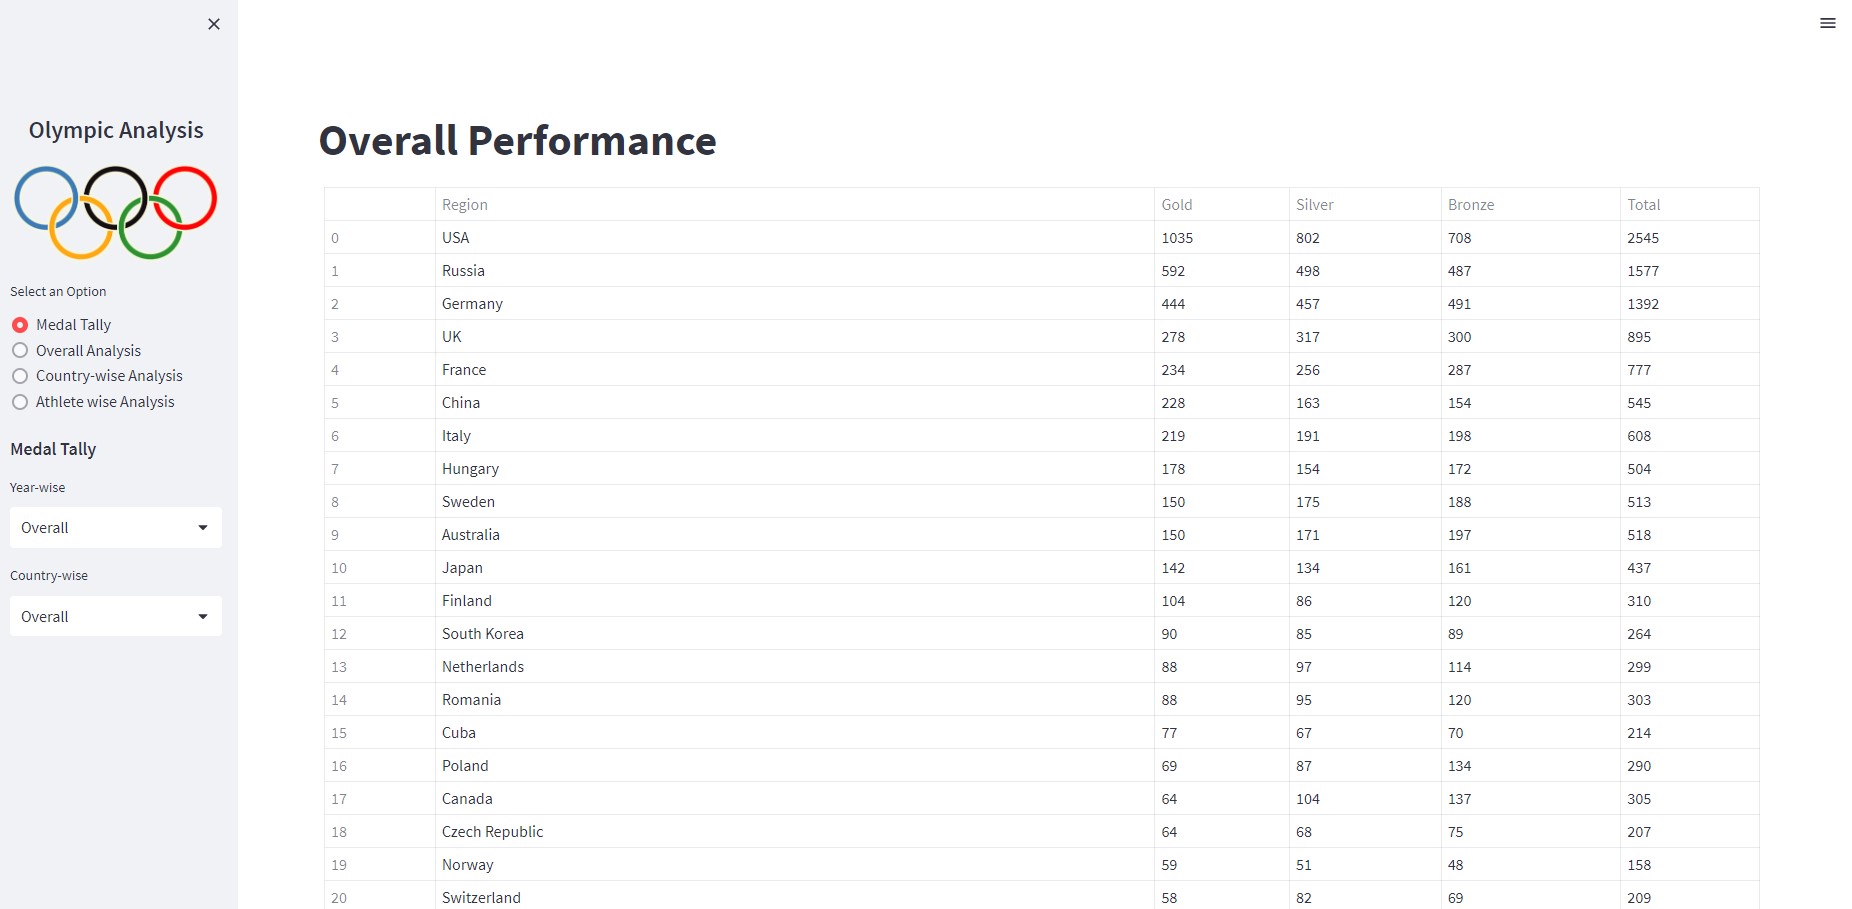 Olympic Analysis
Select an Option
Medal Tally
Overall Analysis
Country-wise Analysis
Athlete wise Analysis
Medal Tally
Year-wise
Overall
Country-wise
Overall
Overall Performance
Region Gold Silver Bronze Total
0 USA 1035 802 708 2545
1 Russia 592 498 487 1577
2 Germany 444 457 491 1392
3 UK 278 317 300 895
4 France 234 256 287 777
5 China 228 163 154 545
6 Italy 219 191 198 608
7 Hungary 178 154 172 504
8 Sweden 150 175 188 513
9 Australia 150 171 197 518
10 Japan 142 134 161 437
11 Finland 104 86 120 310
12 South Korea 90 85 89 264
13 Netherlands 88 97 114 299
14 Romania 88 95 120 303
15 Cuba 77 67 70 214
16 Poland 69 87 134 290
17 Canada 64 104 137 305
18 Czech Republic 64 68 75 207
19 Norway 59 51 48 158
20 Switzerland 58 82 69 209